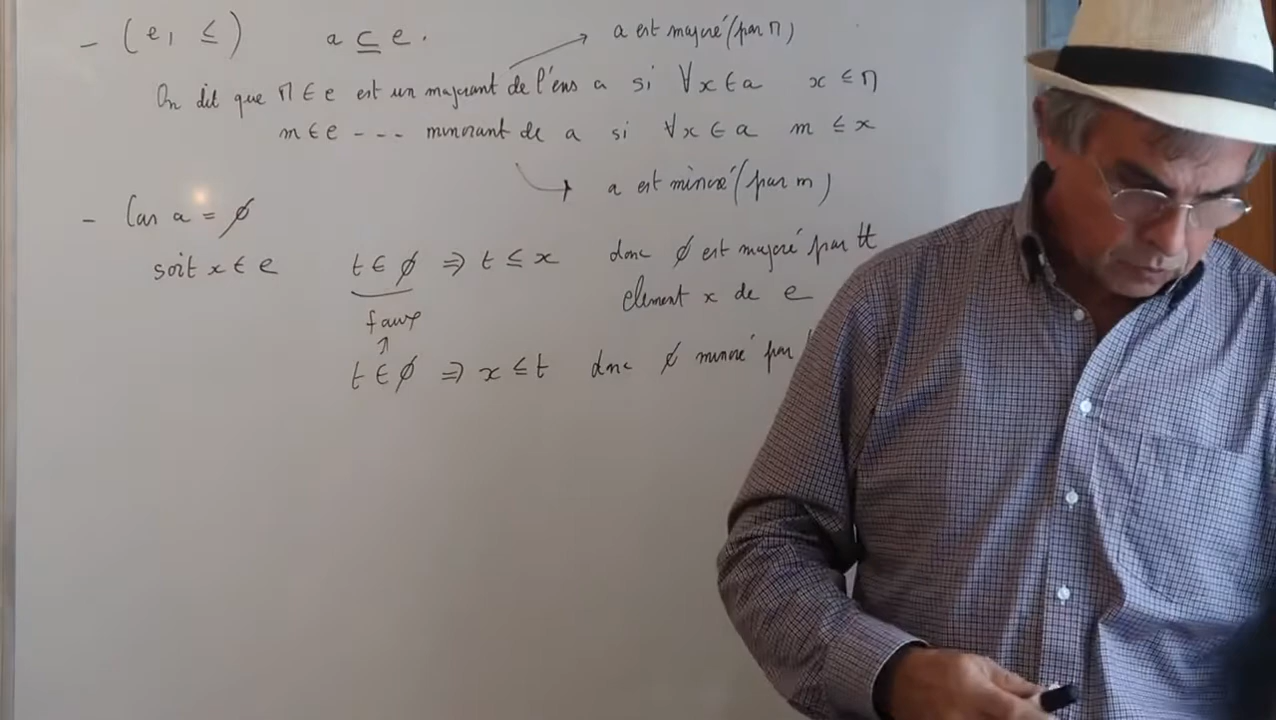 - (e, ≤) a ⊆ e.
a est majoré (par M)
On dit que M ∈ e est un majorant de l'ens a si ∀x ∈ a x ≤ M
m ∈ e --- minorant de a si ∀x ∈ a m ≤ x
a est minoré (par m)
- Cas a = ∅
soit x ∈ e t ∈ ∅ ⇒ t ≤ x donc ∅ est majoré par tt
element x de e
faux
t ∈ ∅ ⇒ x ≤ t donc ∅ minoré par